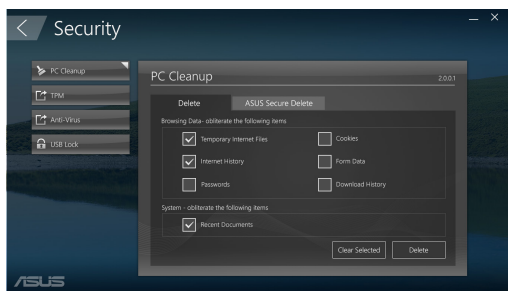 Security
PC Cleanup
TPM
Anti-Virus
USB Lock
PC Cleanup 2.0.0.1
Delete ASUS Secure Delete
Browsing Data- obliterate the following items
Temporary Internet Files Cookies
Internet History Form Data
Passwords Download History
System - obliterate the following items
Recent Documents
Clear Selected Delete
ASUS